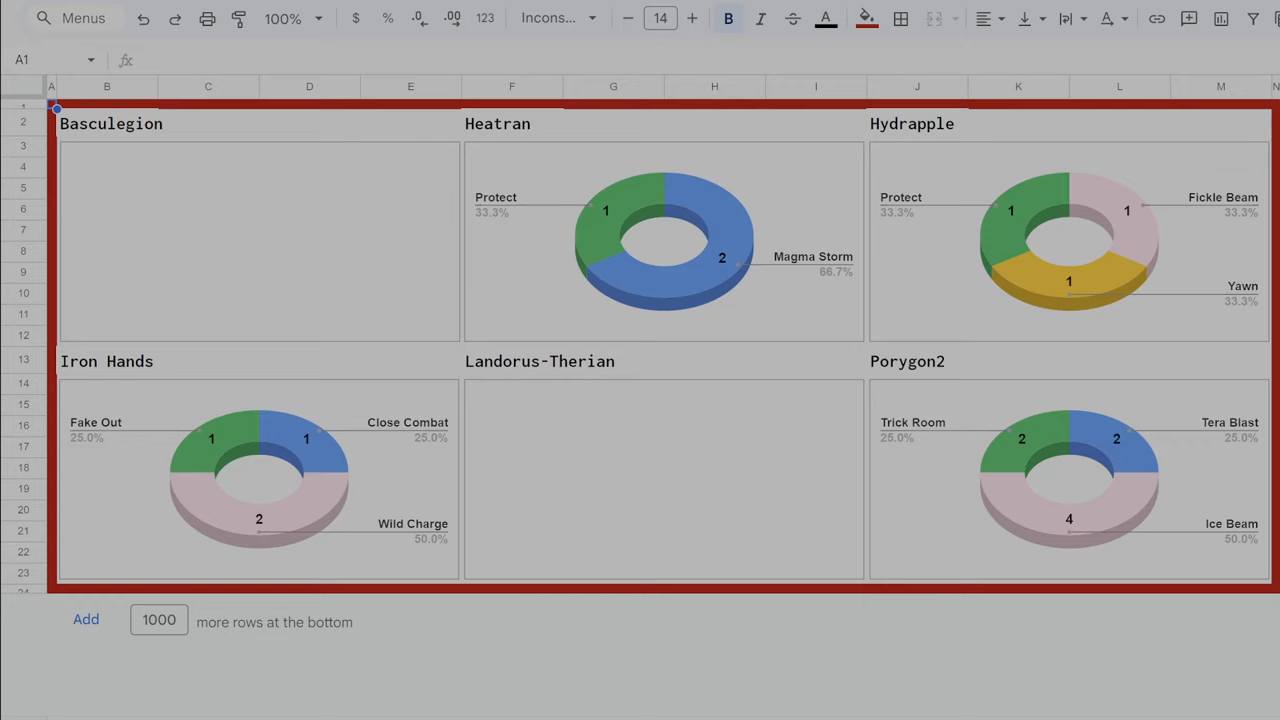 Menus 100% $ % .0 .00 123 Incons... 14 B I A A
A1 fx
A B C D E F G H I J K L M N
1
2 Basculegion Heatran Hydrapple
3
4
5 Protect Protect Fickle Beam
6 33.3% 1 33.3% 1 1 33.3%
7
8 2 Magma Storm
9 66.7% 1 Yawn
10 33.3%
11
12
13 Iron Hands Landorus-Therian Porygon2
14
15
16 Fake Out Close Combat Trick Room Tera Blast
17 25.0% 1 1 25.0% 25.0% 2 2 25.0%
18
19
20 2 4
21 Wild Charge Ice Beam
22 50.0% 50.0%
23
24
Add 1000 more rows at the bottom